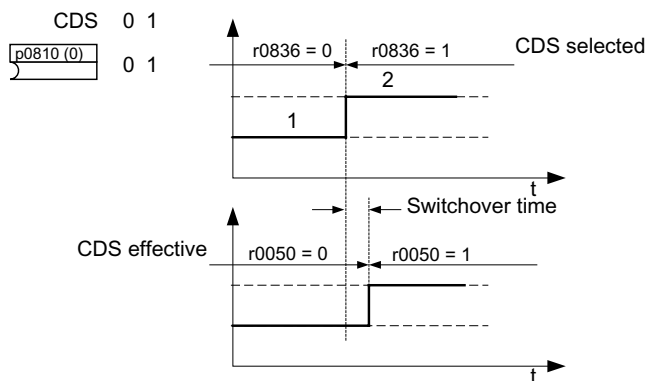 CDS 0 1
p0810 (0) 0 1
r0836 = 0 r0836 = 1 CDS selected
2
1
t
Switchover time
CDS effective r0050 = 0 r0050 = 1
t